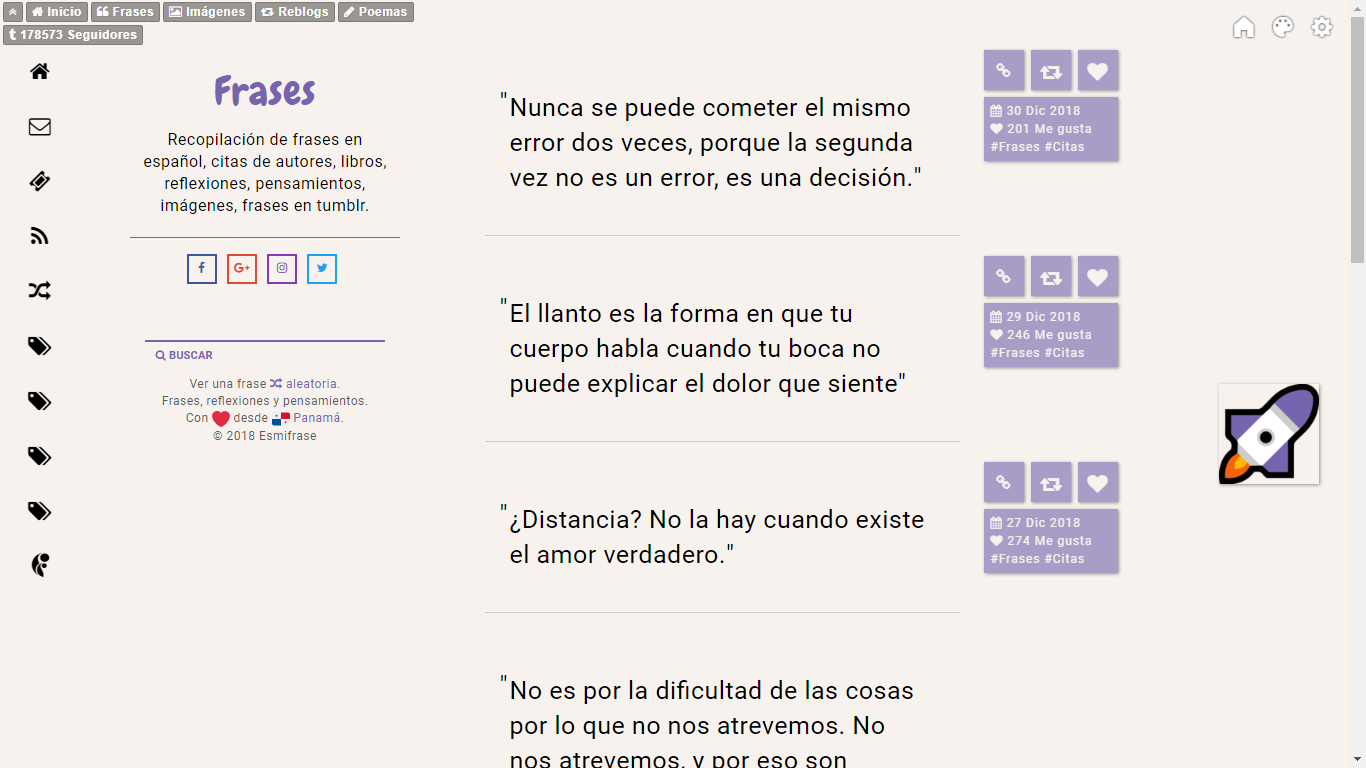 Inicio
Frases
Imágenes
Reblogs
Poemas
178573 Seguidores
Frases
Recopilación de frases en
español, citas de autores, libros,
reflexiones, pensamientos,
imágenes, frases en tumblr.
BUSCAR
Ver una frase aleatoria.
Frases, reflexiones y pensamientos.
Con desde Panamá.
© 2018 Esmifrase
"Nunca se puede cometer el mismo
error dos veces, porque la segunda
vez no es un error, es una decisión."
30 Dic 2018
201 Me gusta
#Frases #Citas
"El llanto es la forma en que tu
cuerpo habla cuando tu boca no
puede explicar el dolor que siente"
29 Dic 2018
246 Me gusta
#Frases #Citas
"¿Distancia? No la hay cuando existe
el amor verdadero."
27 Dic 2018
274 Me gusta
#Frases #Citas
"No es por la dificultad de las cosas
por lo que no nos atrevemos. No
nos atrevemos, y por eso son